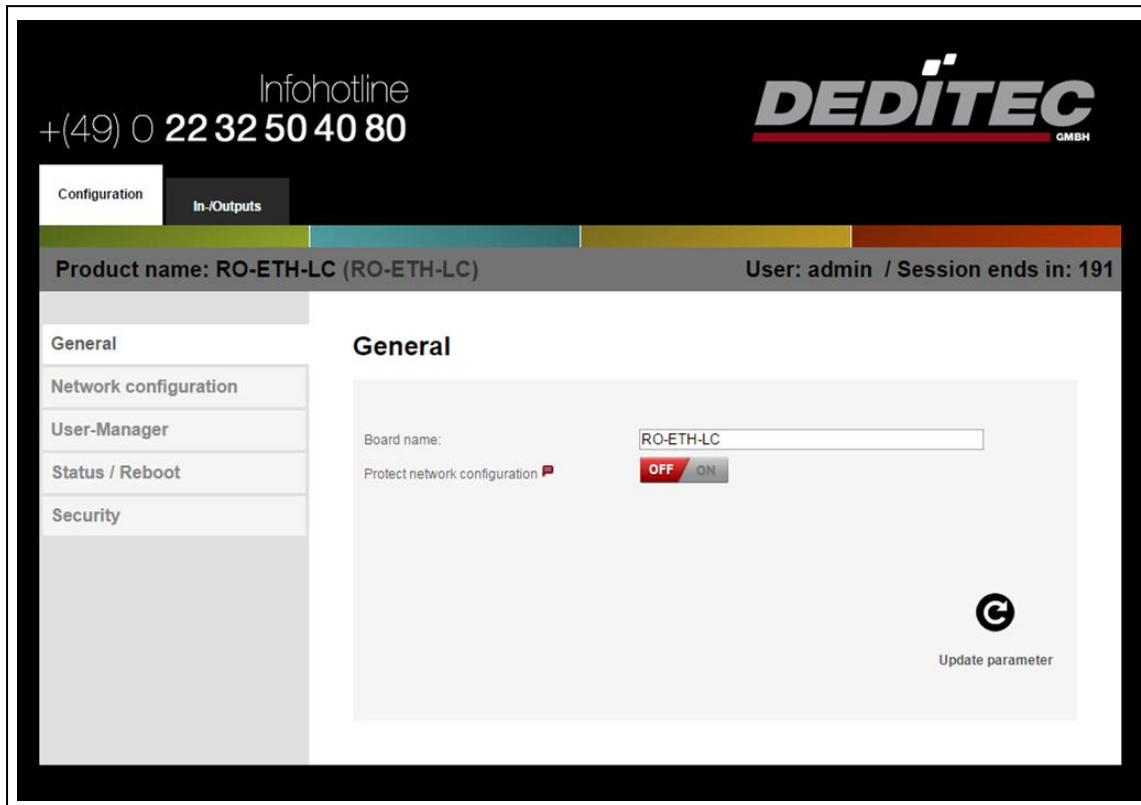 Infohotline
+(49) 0 22 32 50 40 80
DEDITEC
GMBH
Configuration
In-/Outputs
Product name: RO-ETH-LC (RO-ETH-LC)
User: admin / Session ends in: 191
General
Network configuration
User-Manager
Status / Reboot
Security
General
Board name:
RO-ETH-LC
Protect network configuration
OFF ON
Update parameter